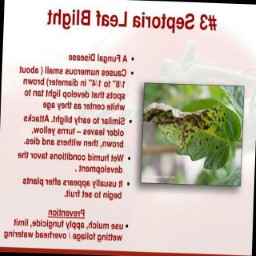 #3 Septoria Leaf Blight
• A Fungal Disease
• Causes numerous small ( about
1/8" to 1/4" in diameter) brown
spots that develop light tan to
white centers as they age
• Similar to early blight. Attacks
older leaves – turns yellow,
brown, then withers and dies.
• Wet humid conditions favor the
development.
• It usually appears after plants
begin to set fruit.
Prevention
• use mulch, apply fungicide, limit
wetting foliage / overhead watering